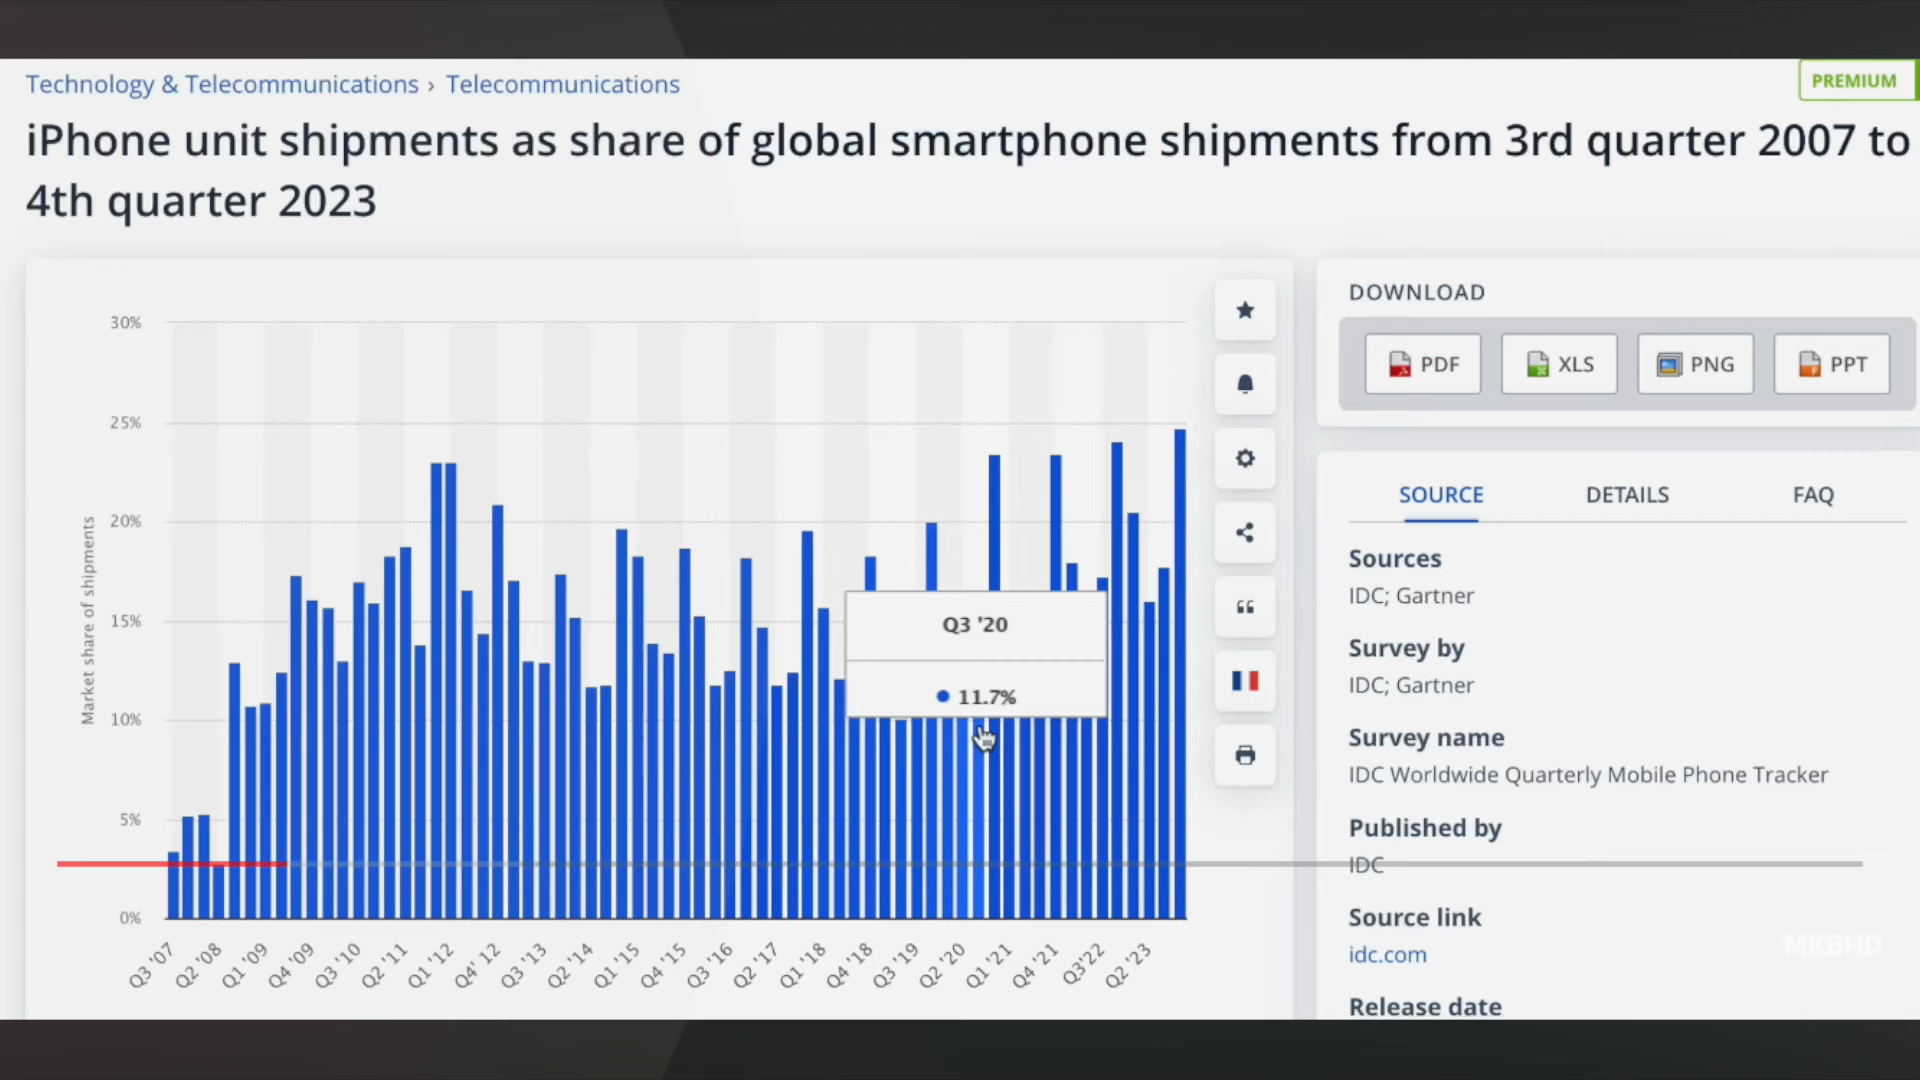 Technology & Telecommunications › Telecommunications
PREMIUM
iPhone unit shipments as share of global smartphone shipments from 3rd quarter 2007 to
4th quarter 2023
30%
25%
20%
15%
10%
5%
0%
Market share of shipments
Q3 '20
11.7%
Q3 '07
Q2 '08
Q1 '09
Q4 '09
Q3 '10
Q2 '11
Q1 '12
Q4' 12
Q3 '13
Q2 '14
Q1 '15
Q4 '15
Q3 '16
Q2 '17
Q1 '18
Q4 '18
Q3 '19
Q2 '20
Q1 '21
Q4 '21
Q3'22
Q2 '23
DOWNLOAD
PDF
XLS
PNG
PPT
SOURCE
DETAILS
FAQ
Sources
IDC; Gartner
Survey by
IDC; Gartner
Survey name
IDC Worldwide Quarterly Mobile Phone Tracker
Published by
IDC
Source link
idc.com
Release date
MKBHD